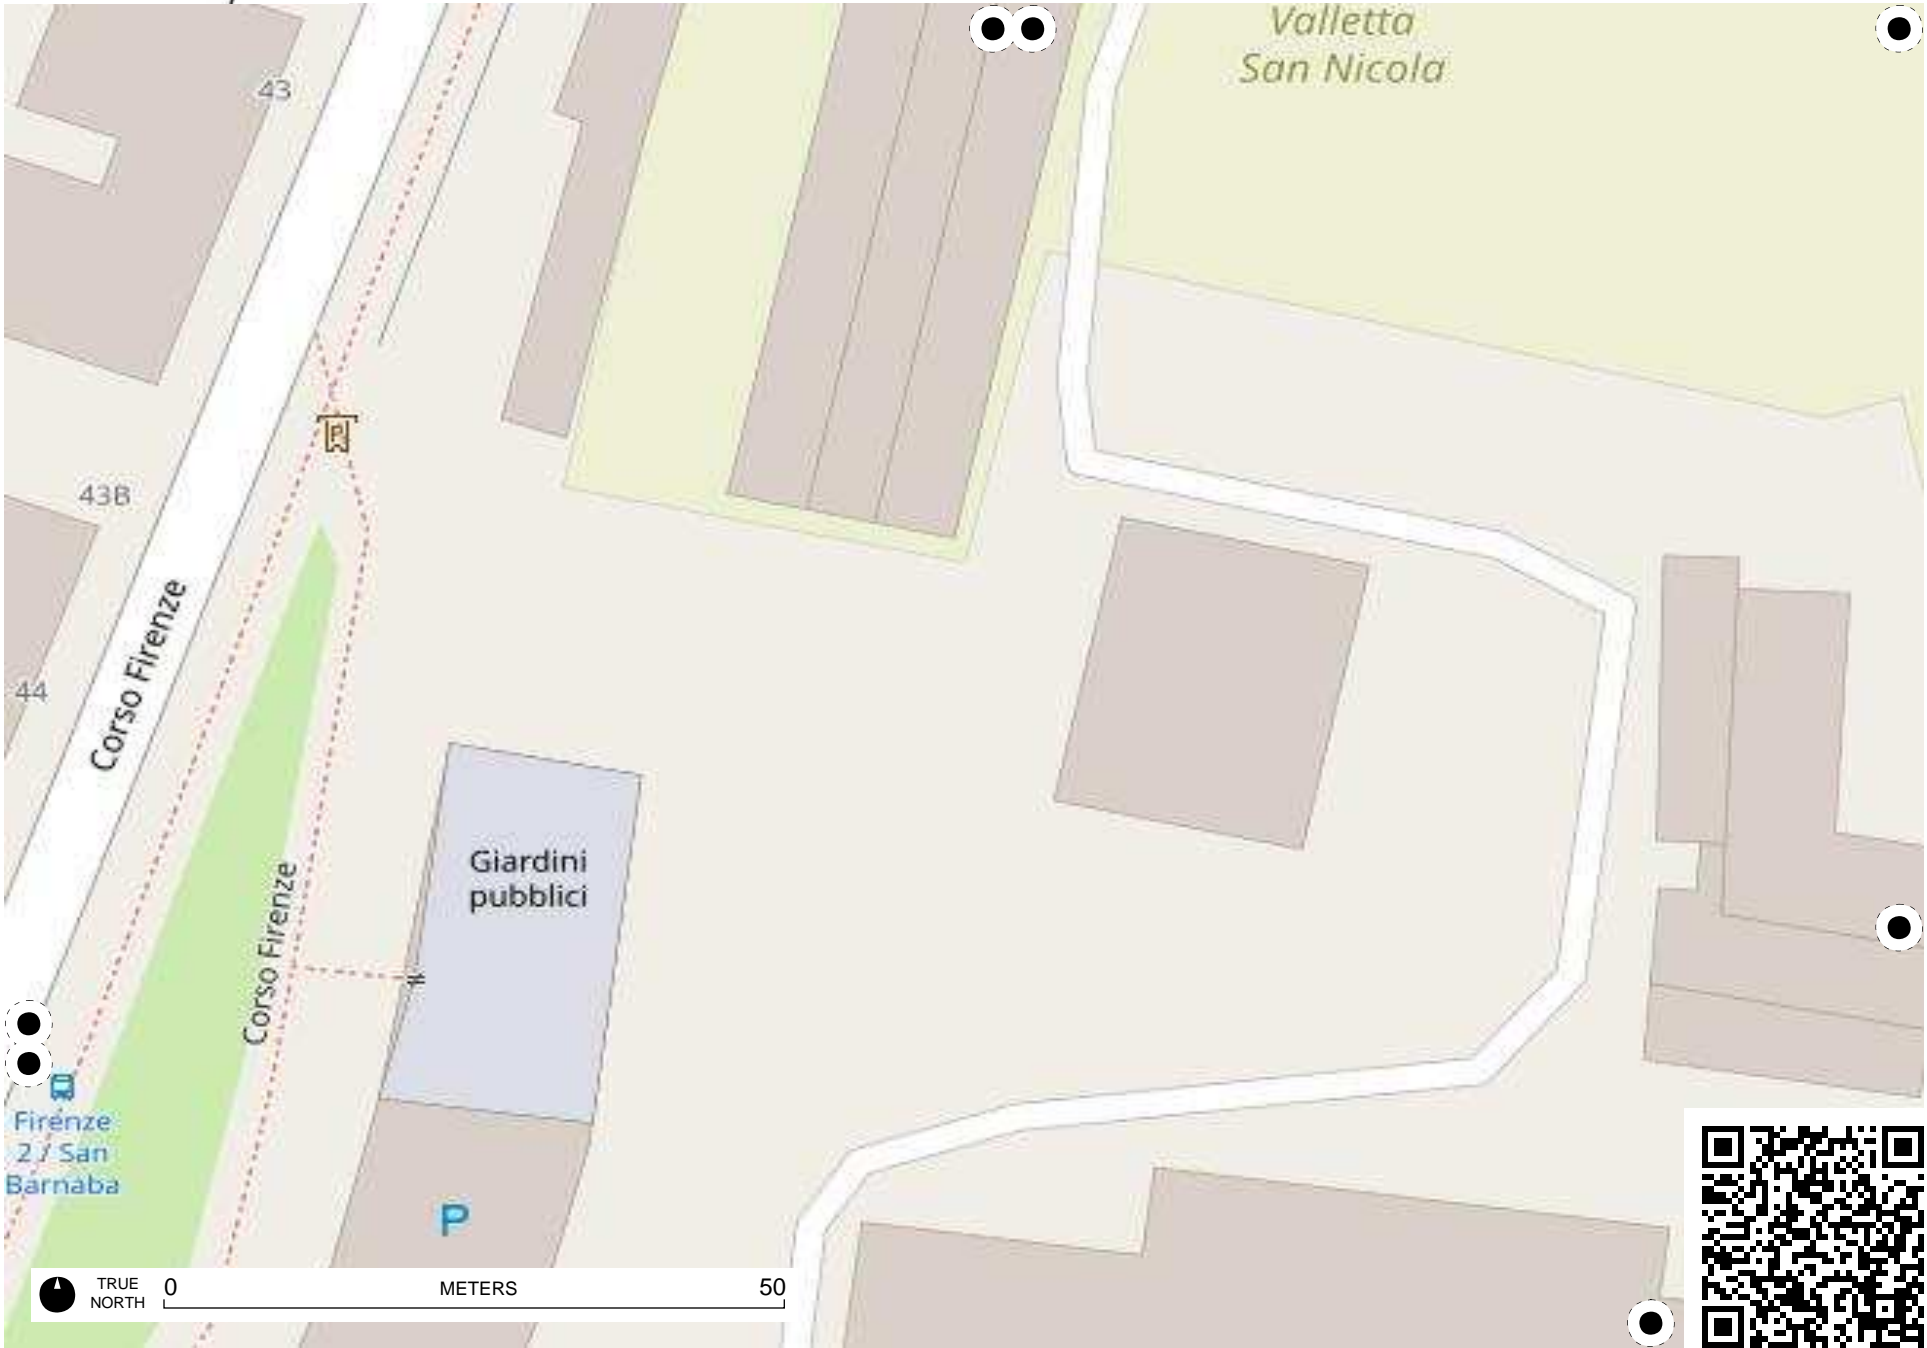 Valletta
San Nicola
43
43B
Corso Firenze
44
Giardini
pubblici
Corso Firenze
Firenze
2 / San
Barnaba
P
TRUE
NORTH
0
METERS
50